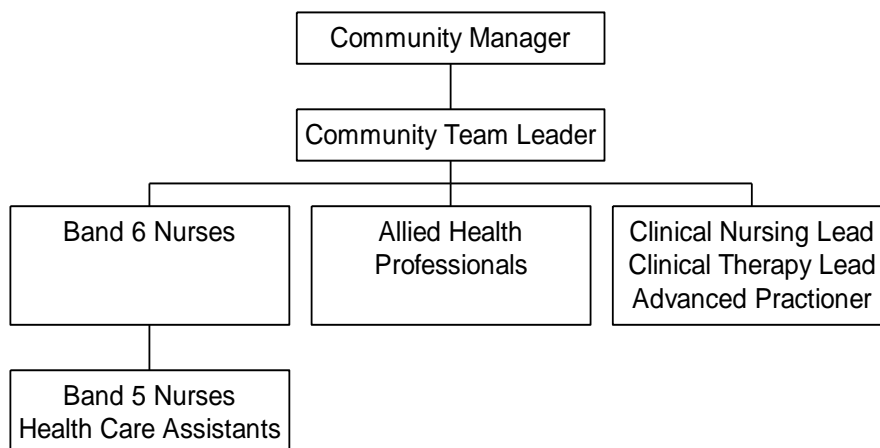 Community Manager
Community Team Leader
Band 6 Nurses
Allied Health
Professionals
Clinical Nursing Lead
Clinical Therapy Lead
Advanced Practioner
Band 5 Nurses
Health Care Assistants